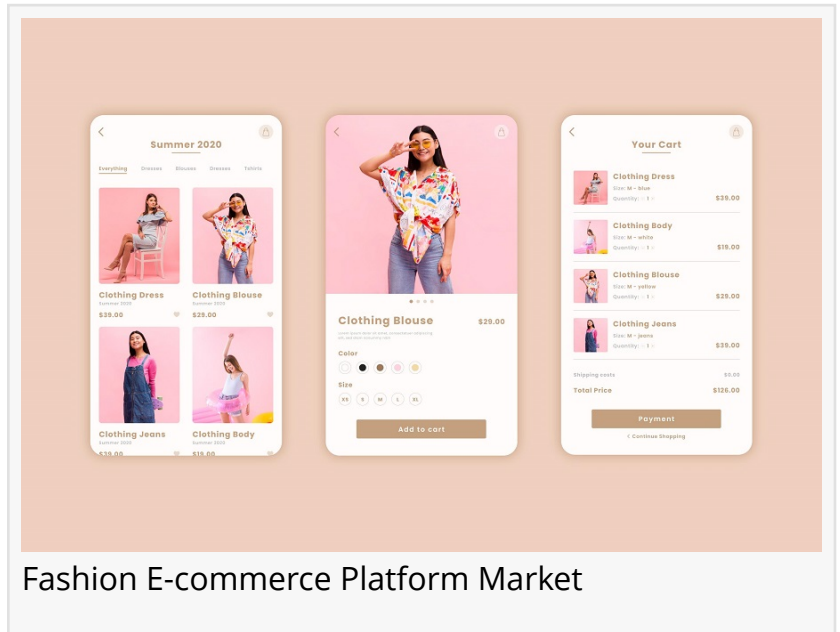 Summer 2020
Everything Dresses Blouses Dresses Tshirts
Clothing Dress
Summer 2020
$39.00
Clothing Blouse
Summer 2020
$29.00
Clothing Jeans
Summer 2020
$39.00
Clothing Body
Summer 2020
$19.00
Clothing Blouse $29.00
Color
Size
XS S M L XL
Add to cart
Your Cart
Clothing Dress
Size: M - blue
Quantity: 1
$39.00
Clothing Body
Size: M - white
Quantity: 1
$19.00
Clothing Blouse
Size: M - yellow
Quantity: 1
$29.00
Clothing Jeans
Size: M - jeans
Quantity: 1
$39.00
Shipping costs $0.00
Total Price $126.00
Payment
Continue Shopping
Fashion E-commerce Platform Market